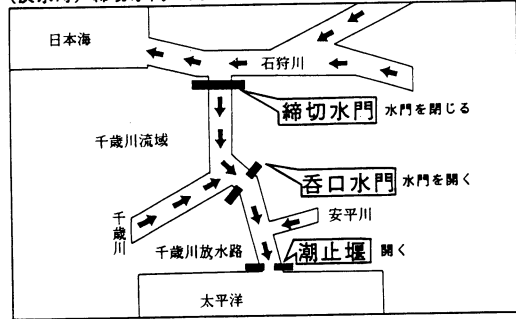 日本海
石狩川
締切水門 水門を閉じる
千歳川流域
呑口水門 水門を開く
千歳川
安平川
千歳川放水路
潮止堰 開く
太平洋